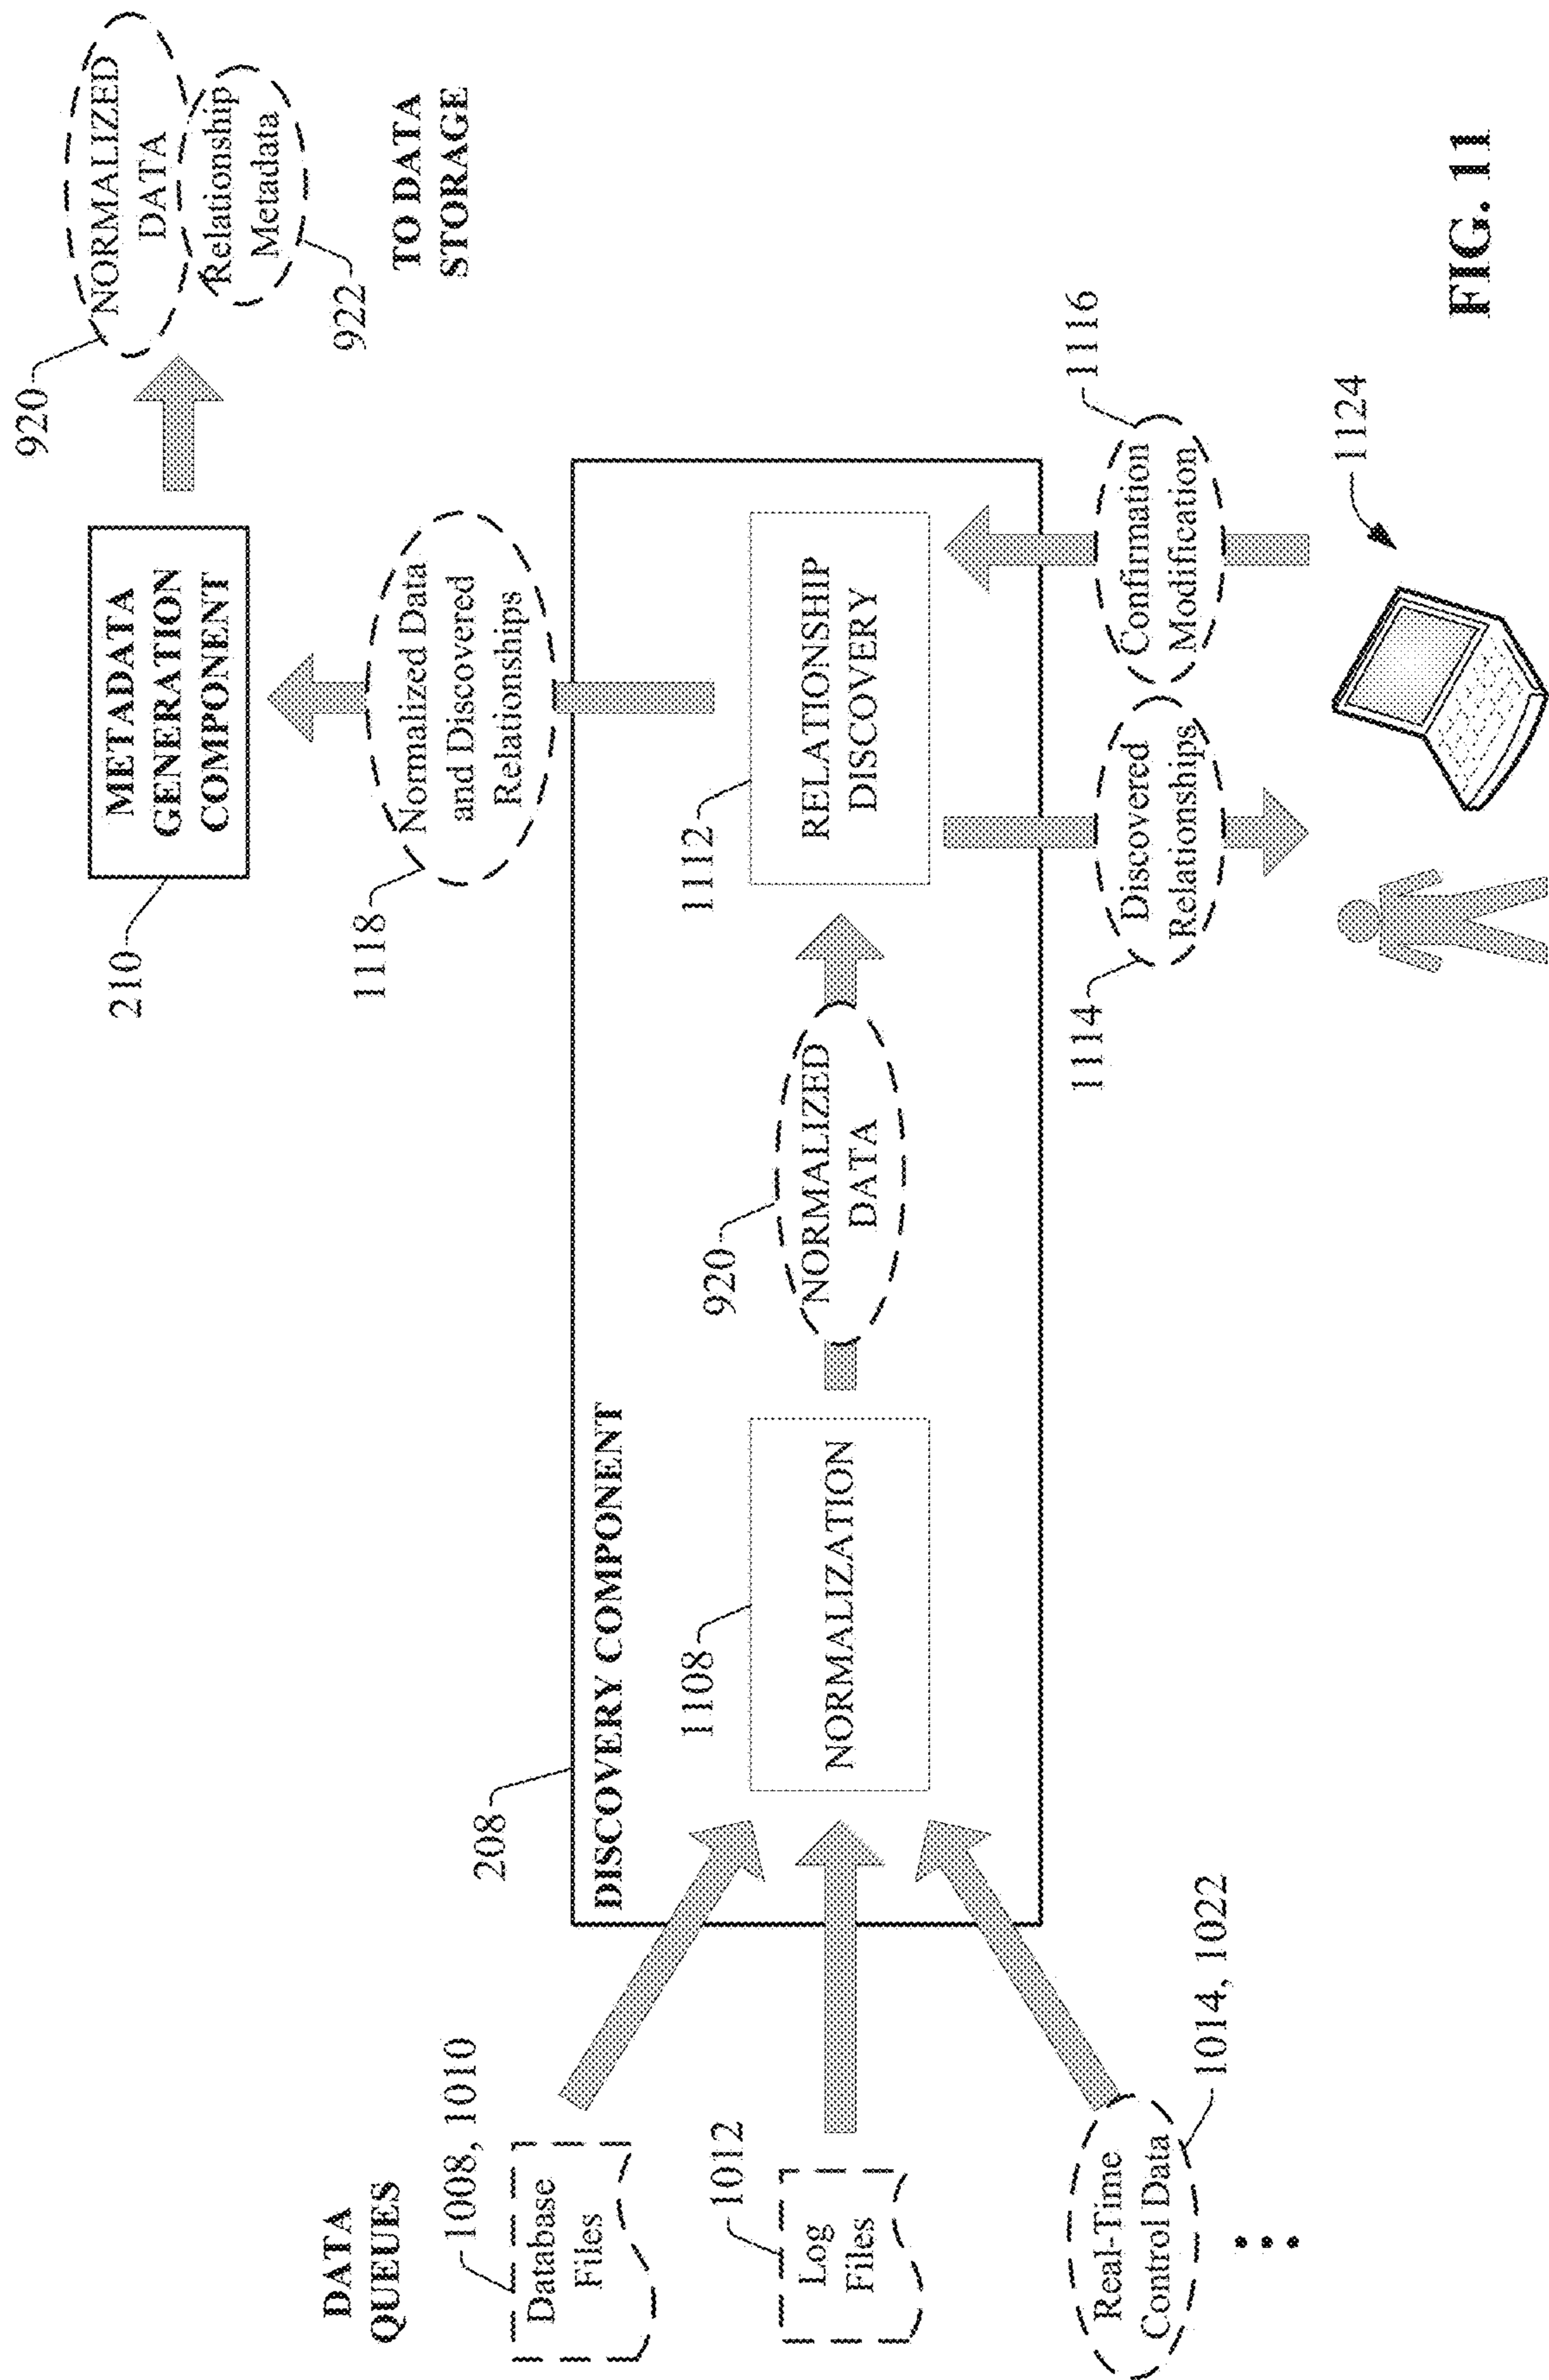 DATA
QUEUES
1008, 1010
Database
Files
1012
Log
Files
Real-Time
Control Data
1014, 1022
208
DISCOVERY COMPONENT
1108
NORMALIZATION
920
NORMALIZED
DATA
1112
RELATIONSHIP
DISCOVERY
1118
Normalized Data
and Discovered
Relationships
210
METADATA
GENERATION
COMPONENT
920
NORMALIZED
DATA
Relationship
Metadata
922
TO DATA
STORAGE
1114
Discovered
Relationships
Confirmation
Modification
1116
1124
FIG. 11